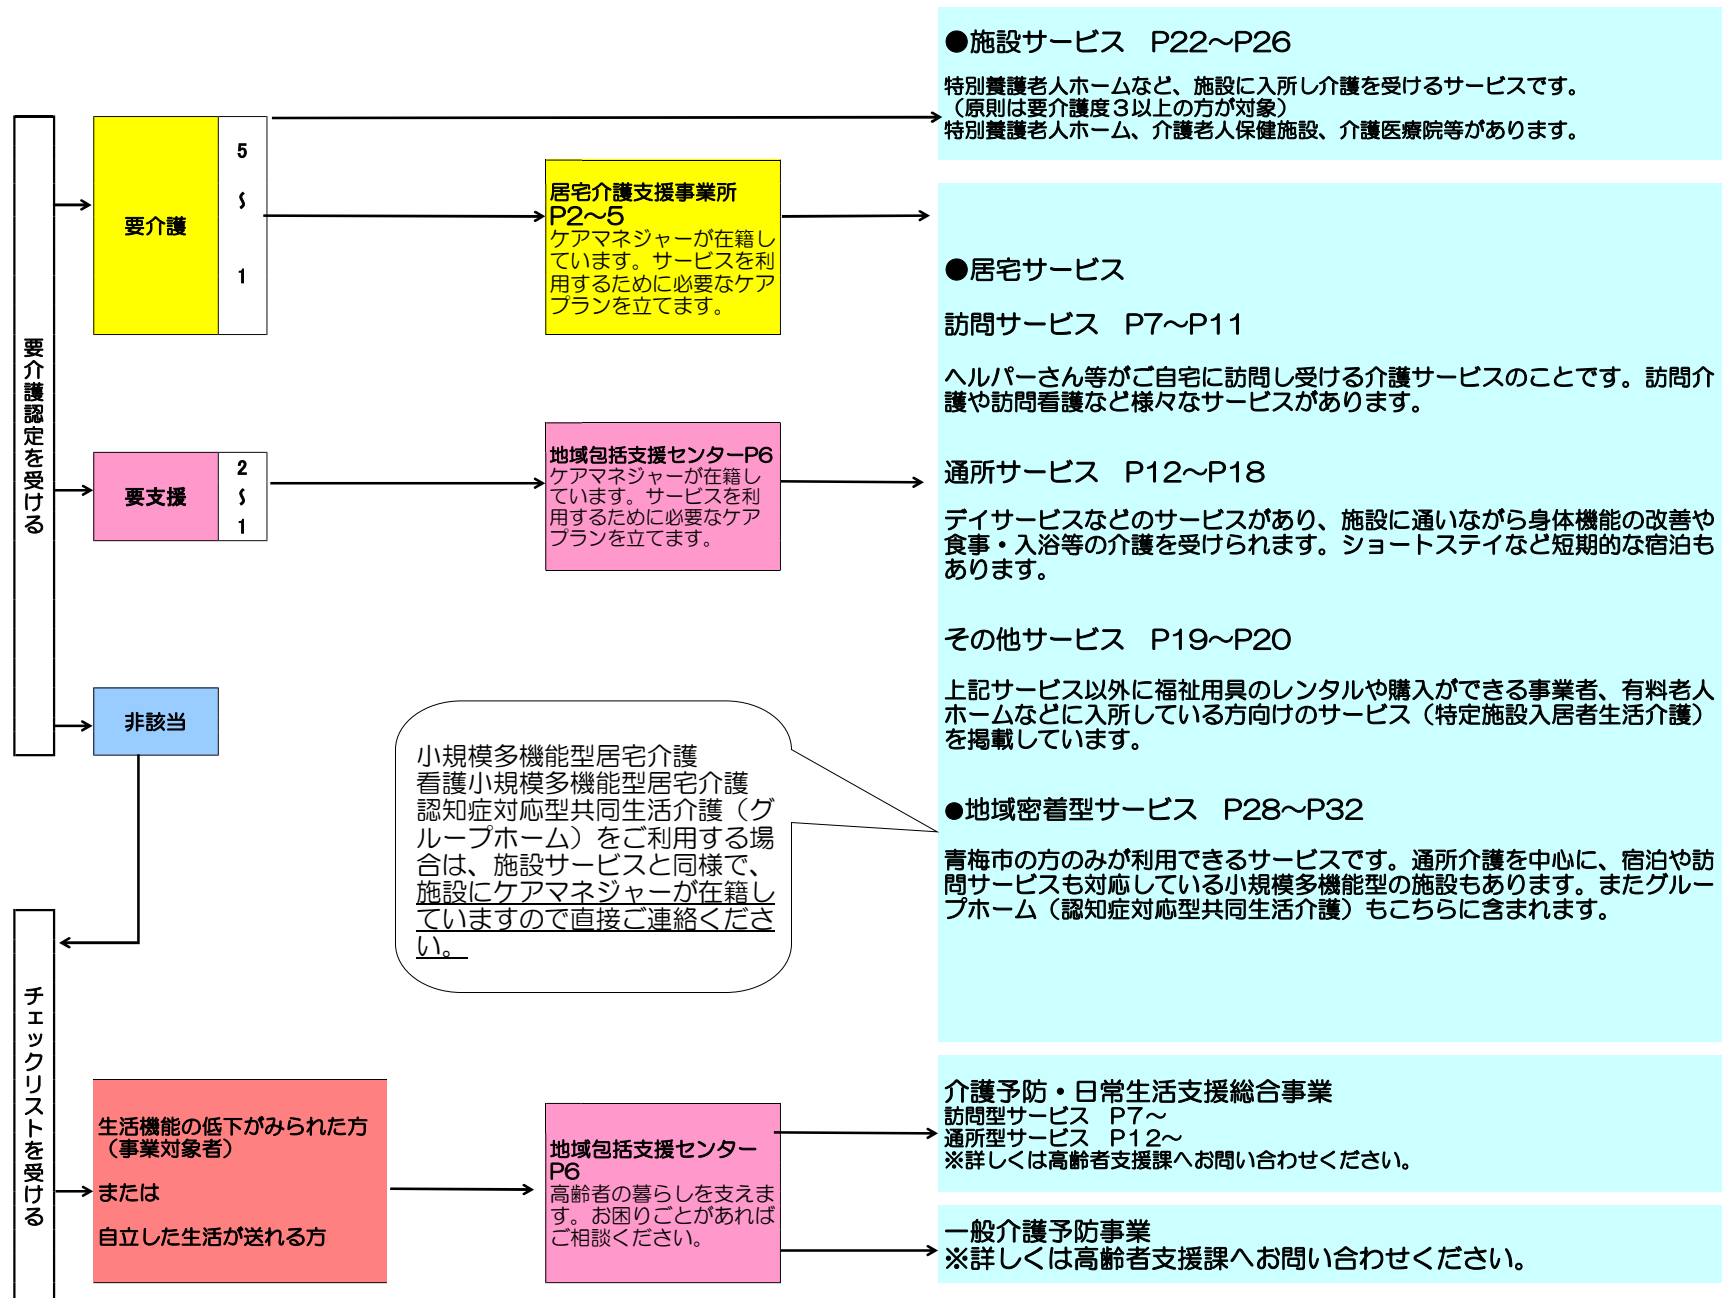 要介護認定を受ける
要介護
5
〜
1
居宅介護支援事業所
P2〜5
ケアマネジャーが在籍し
ています。サービスを利
用するために必要なケア
プランを立てます。
●施設サービス　P22〜P26
特別養護老人ホームなど、施設に入所し介護を受けるサービスです。
（原則は要介護度３以上の方が対象）
特別養護老人ホーム、介護老人保健施設、介護医療院等があります。
●居宅サービス
訪問サービス　P7〜P11
ヘルパーさん等がご自宅に訪問し受ける介護サービスのことです。訪問介
護や訪問看護など様々なサービスがあります。
要支援
2
〜
1
地域包括支援センターP6
ケアマネジャーが在籍し
ています。サービスを利
用するために必要なケア
プランを立てます。
通所サービス　P12〜P18
デイサービスなどのサービスがあり、施設に通いながら身体機能の改善や
食事・入浴等の介護を受けられます。ショートステイなど短期的な宿泊も
あります。
その他サービス　P19〜P20
上記サービス以外に福祉用具のレンタルや購入ができる事業者、有料老人
ホームなどに入所している方向けのサービス（特定施設入居者生活介護）
を掲載しています。
非該当
小規模多機能型居宅介護
看護小規模多機能型居宅介護
認知症対応型共同生活介護（グ
ループホーム）をご利用する場
合は、施設サービスと同様で、
施設にケアマネジャーが在籍し
ていますので直接ご連絡くださ
い。
●地域密着型サービス　P28〜P32
青梅市の方のみが利用できるサービスです。通所介護を中心に、宿泊や訪
問サービスも対応している小規模多機能型の施設もあります。またグルー
プホーム（認知症対応型共同生活介護）もこちらに含まれます。
チェックリストを受ける
生活機能の低下がみられた方
（事業対象者）
または
自立した生活が送れる方
地域包括支援センター
P6
高齢者の暮らしを支えま
す。お困りごとがあれば
ご相談ください。
介護予防・日常生活支援総合事業
訪問型サービス　P7〜
通所型サービス　P12〜
※詳しくは高齢者支援課へお問い合わせください。
一般介護予防事業
※詳しくは高齢者支援課へお問い合わせください。